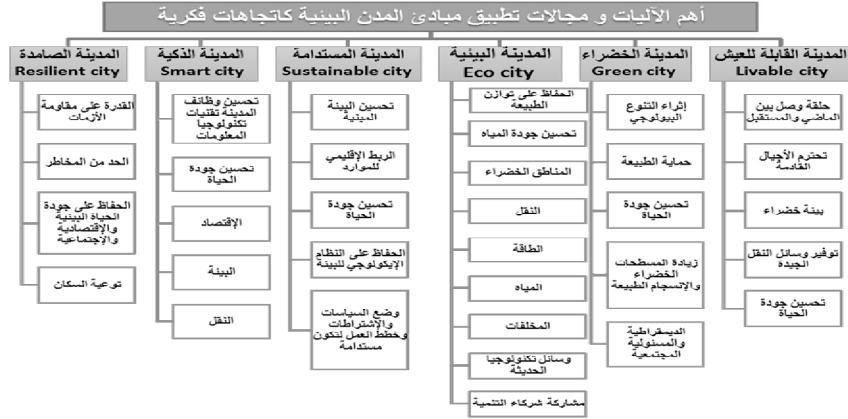 أهم الآليات و مجالات تطبيق مبادئ المدن البيئية كاتجاهات فكرية
المدينة القابلة للعيش
Livable city
حلقة وصل بين
الماضي والمستقبل
تحترم الأجيال
القادمة
بيئة خضراء
توفير وسائل النقل
الجيدة
تحسين جودة
الحياة
المدينة الخضراء
Green city
إثراء التنوع
البيولوجي
حماية الطبيعة
تحسين جودة
الحياة
زيادة المسطحات
الخضراء
والإنسجام الطبيعة
الديمقراطية
والمسئولية
المجتمعية
المدينة البيئية
Eco city
الحفاظ على توازن
الطبيعة
تحسين جودة المياه
المناطق الخضراء
النقل
الطاقة
المياه
المخلفات
وسائل تكنولوجيا
الحديثة
مشاركة شركاء التنمية
المدينة المستدامة
Sustainable city
تحسين البيئة
المبنية
الربط الإقليمي
للموارد
تحسين جودة
الحياة
الحفاظ على النظام
الإيكولوجي للبيئة
وضع السياسات
والإشتراطات
وخطط العمل لتكون
مستدامة
المدينة الذكية
Smart city
تحسين وظائف
المدينة تقنيات
تكنولوجيا
المعلومات
تحسين جودة
الحياة
الإقتصاد
البيئة
النقل
المدينة الصامدة
Resilient city
القدرة على مقاومة
الأزمات
الحد من المخاطر
الحفاظ على جودة
الحياة البيئية
والإقتصادية
والإجتماعية
توعية السكان